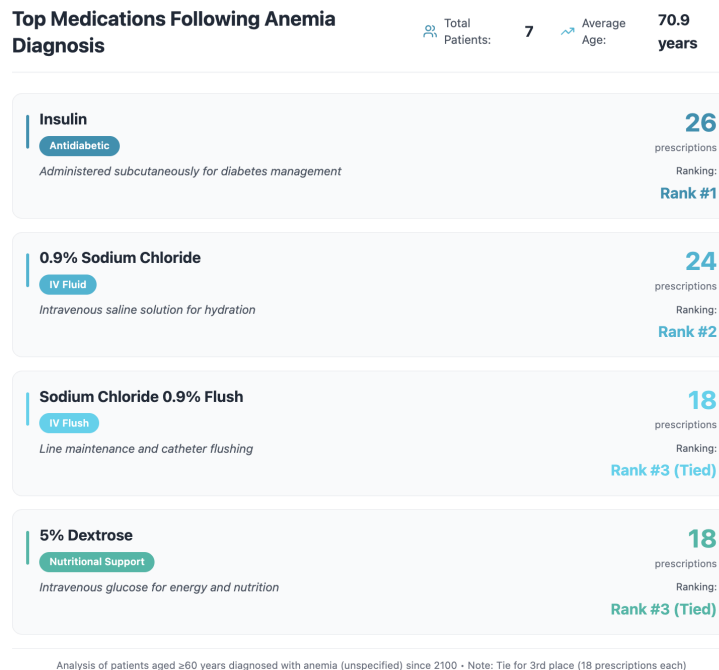 Top Medications Following Anemia
Diagnosis
Total
Patients:
7
Average
Age:
70.9
years
Insulin
Antidiabetic
Administered subcutaneously for diabetes management
26
prescriptions
Ranking:
Rank #1
0.9% Sodium Chloride
IV Fluid
Intravenous saline solution for hydration
24
prescriptions
Ranking:
Rank #2
Sodium Chloride 0.9% Flush
IV Flush
Line maintenance and catheter flushing
18
prescriptions
Ranking:
Rank #3 (Tied)
5% Dextrose
Nutritional Support
Intravenous glucose for energy and nutrition
18
prescriptions
Ranking:
Rank #3 (Tied)
Analysis of patients aged ≥60 years diagnosed with anemia (unspecified) since 2100 • Note: Tie for 3rd place (18 prescriptions each)